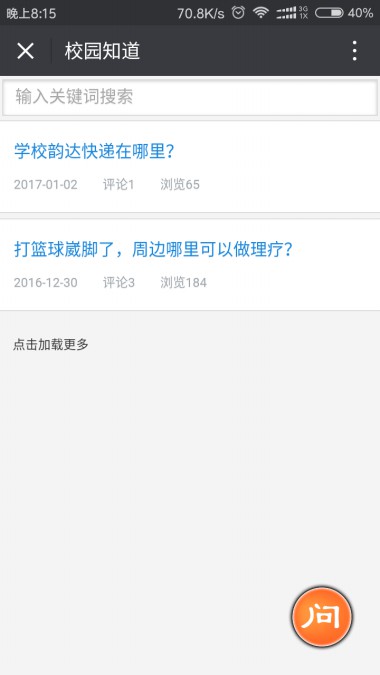 晚上8:15 70.8K/s 3G 1X 40%
校园知道
输入关键词搜索
学校韵达快递在哪里?
2017-01-02 评论1 浏览65
打篮球崴脚了，周边哪里可以做理疗?
2016-12-30 评论3 浏览184
点击加载更多
问